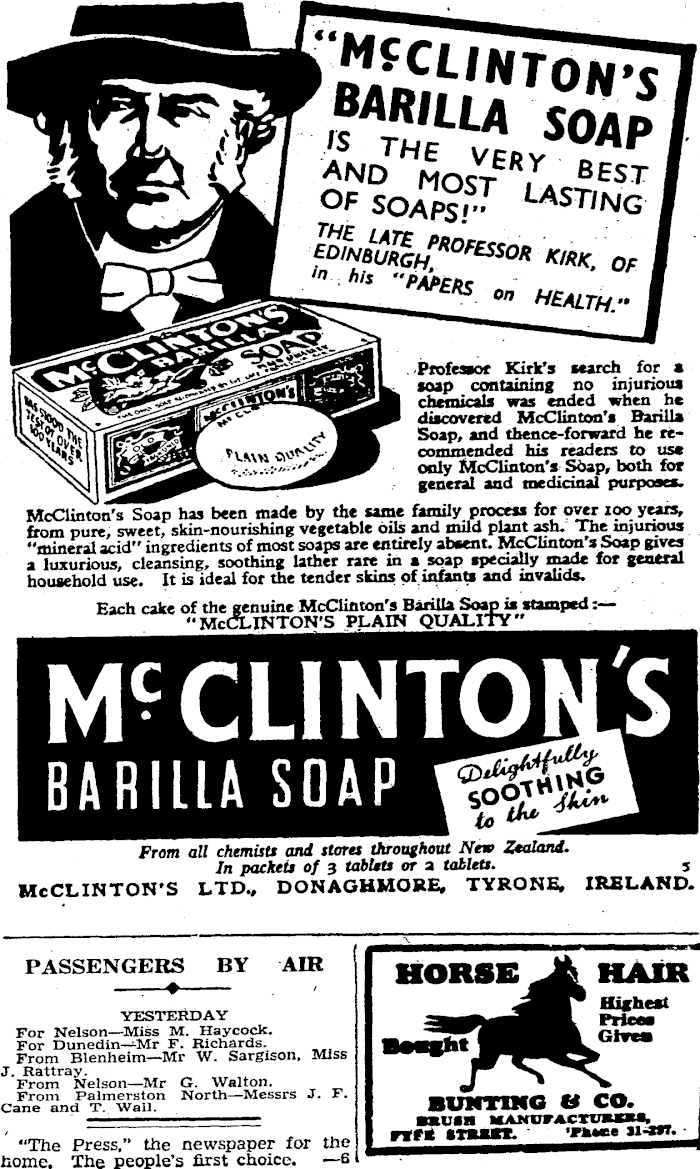 "McCLINTON'S
BARILLA SOAP
IS THE VERY BEST
AND MOST LASTING
OF SOAPS!"
THE LATE PROFESSOR KIRK, OF
EDINBURGH,
in his "PAPERS on HEALTH."
McCLINTON'S
BARILLA
SOAP
HAS STOOD THE
TEST OF OVER
100 YEARS
McCLINTON'S
PLAIN QUALITY
Professor Kirk's search for a
soap containing no injurious
chemicals was ended when he
discovered McClinton's Barilla
Soap, and thence-forward he re-
commended his readers to use
only McClinton's Soap, both for
general and medicinal purposes.
McClinton's Soap has been made by the same family process for over 100 years,
from pure, sweet, skin-nourishing vegetable oils and mild plant ash. The injurious
"mineral acid" ingredients of most soaps are entirely absent. McClinton's Soap gives
a luxurious, cleansing, soothing lather rare in a soap specially made for general
household use. It is ideal for the tender skins of infants and invalids.
Each cake of the genuine McClinton's Barilla Soap is stamped :—
"McCLINTON'S PLAIN QUALITY"
McCLINTON'S
BARILLA SOAP
Delightfully
SOOTHING
to the Skin
From all chemists and stores throughout New Zealand.
In packets of 3 tablets or 2 tablets.
5
McCLINTON'S LTD., DONAGHMORE, TYRONE, IRELAND.
PASSENGERS BY AIR
YESTERDAY
For Nelson—Miss M. Haycock.
For Dunedin—Mr F. Richards.
From Blenheim—Mr W. Sargison, Miss
J. Rattray.
From Nelson—Mr G. Walton.
From Palmerston North—Messrs J. F.
Cane and T. Wail.
"The Press," the newspaper for the
home. The people's first choice. —6
HORSE HAIR
Highest
Prices
Given
Bought
BUNTING & CO.
BRUSH MANUFACTURERS,
FYFE STREET. 'Phone 31-297.